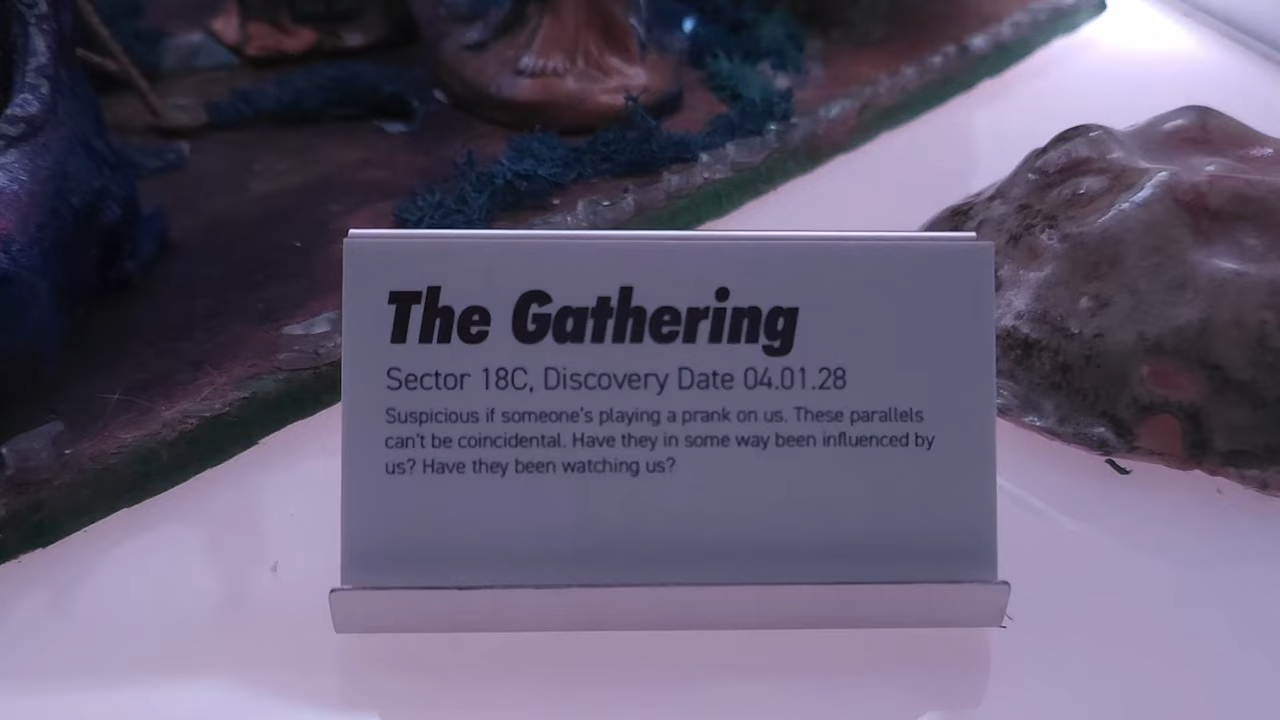 The Gathering
Sector 18C, Discovery Date 04.01.28
Suspicious if someone's playing a prank on us. These parallels
can't be coincidental. Have they in some way been influenced by
us? Have they been watching us?